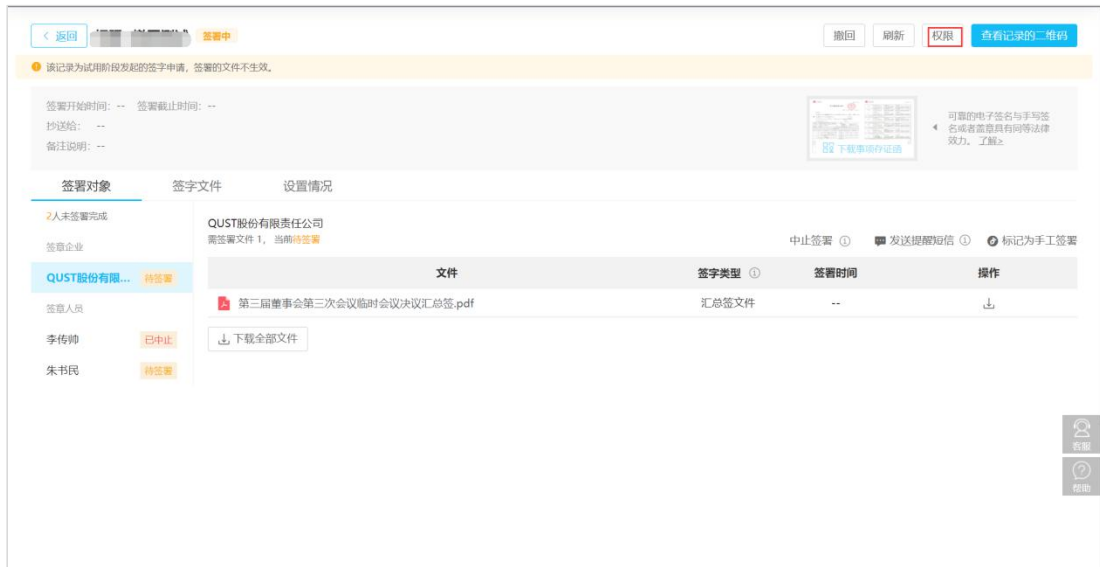 < 返回 签署中 撤回 刷新 权限 查看记录的二维码
该记录为试用阶段发起的签字申请，签署的文件不生效。
签署开始时间： -- 签署截止时间： --
抄送给： --
备注说明： --
下载事项存证函
可靠的电子签名与手写签
名或者盖章具有同等法律
效力。 了解>
签署对象 签字文件 设置情况
2人未签署完成
签章企业
QUST股份有限... 待签署
签章人员
李传帅 已中止
朱书民 待签署
QUST股份有限责任公司
需签署文件 1， 当前待签署
中止签署 发送提醒短信 标记为手工签署
文件 签字类型 签署时间 操作
第三届董事会第三次会议临时会议决议汇总签.pdf 汇总签文件 --
下载全部文件
客服
帮助